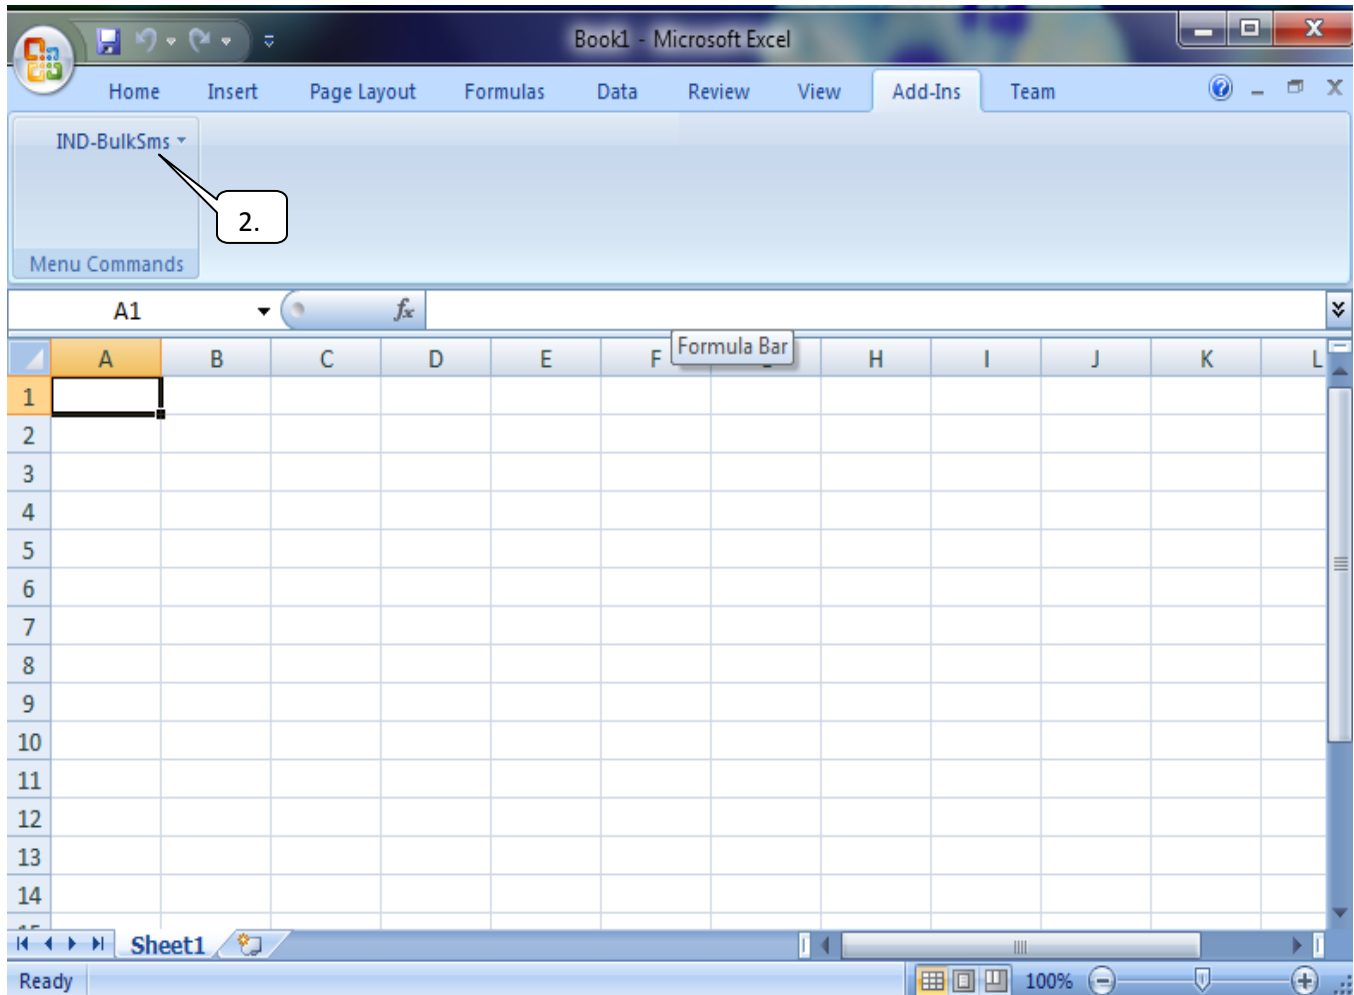 Book1 - Microsoft Excel
Home Insert Page Layout Formulas Data Review View Add-Ins Team
IND-BulkSms
2.
Menu Commands
A1 fx
Formula Bar
A B C D E F H I J K L
1
2
3
4
5
6
7
8
9
10
11
12
13
14
Sheet1
Ready 100%